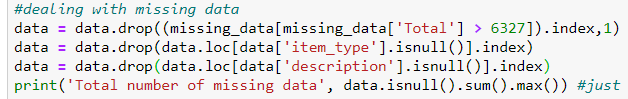 #dealing with missing data
data = data.drop((missing_data[missing_data['Total'] > 6327]).index,1)
data = data.drop(data.loc[data['item_type'].isnull()].index)
data = data.drop(data.loc[data['description'].isnull()].index)
print('Total number of missing data', data.isnull().sum().max()) #just